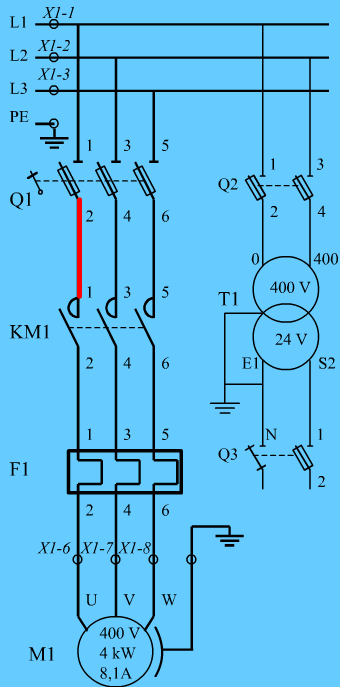 L1 X1-1
L2 X1-2
L3 X1-3
PE
1 3 5 1 3
Q1 Q2
2 4 6 2 4
0 400
400 V
1 3 5 T1
KM1 24 V
2 4 6 E1 S2
1 3 5 N 1
F1 Q3
2 4 6 2
X1-6 X1-7 X1-8
U V W
400 V
M1 4 kW
8,1A